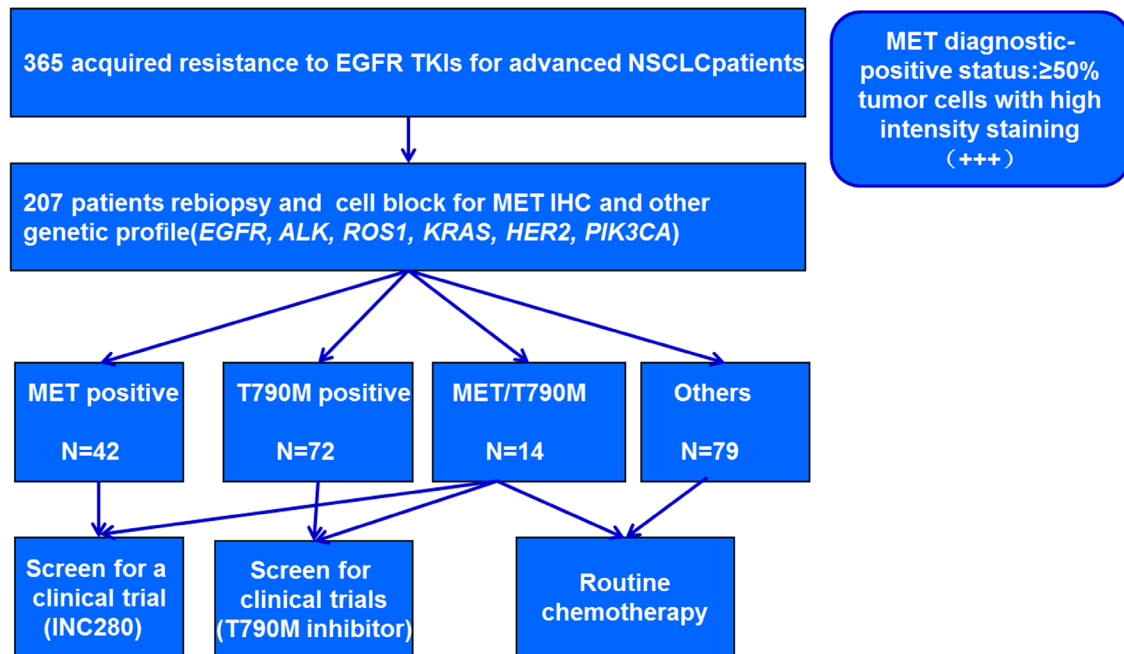 365 acquired resistance to EGFR TKIs for advanced NSCLCpatients
MET diagnostic-
positive status:≥50%
tumor cells with high
intensity staining
（+++）
207 patients rebiopsy and cell block for MET IHC and other
genetic profile(EGFR, ALK, ROS1, KRAS, HER2, PIK3CA)
MET positive
N=42
T790M positive
N=72
MET/T790M
N=14
Others
N=79
Screen for a
clinical trial
(INC280)
Screen for
clinical trials
(T790M inhibitor)
Routine
chemotherapy